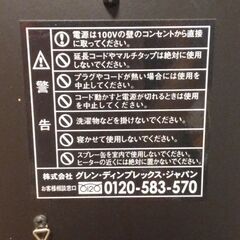 電源は100Vの壁のコンセントから直接
に取ってください。
延長コードやマルチタップは絶対に使用
しないでください。
プラグやコードが熱い場合には使用
を中止してください。
コード動かすと電源が切れるときは使用
を中止してください。
洗濯物などを掛けないでください。
寝かせて使用しないでください。
スプレー缶を室内で使用しないでください。
ヒーターの近くには絶対に置かないでください。
警告
株式会社 グレン・ディンプレックス・ジャパン
お客様相談窓口 0120-583-570